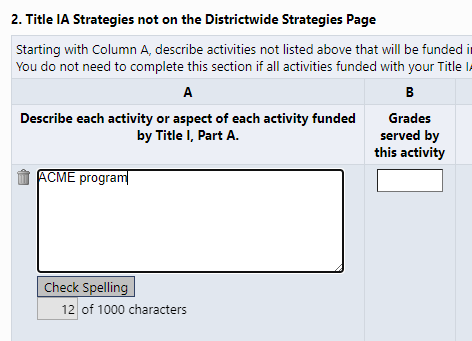 2. Title IA Strategies not on the Districtwide Strategies Page
Starting with Column A, describe activities not listed above that will be funded
You do not need to complete this section if all activities funded with your Title
A
B
Describe each activity or aspect of each activity funded
by Title I, Part A.
Grades
served by
this activity
ACME program
Check Spelling
12 of 1000 characters